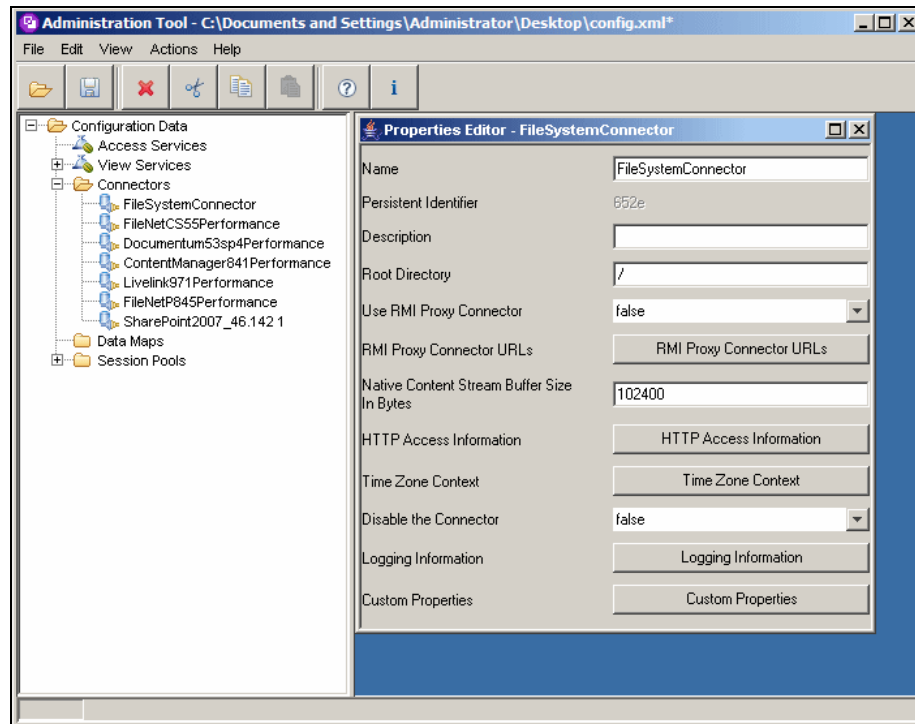 Administration Tool - C:\Documents and Settings\Administrator\Desktop\config.xml*
File Edit View Actions Help
Configuration Data
Access Services
View Services
Connectors
FileSystemConnector
FileNetCS55Performance
Documentum53sp4Performance
ContentManager841Performance
Livelink971Performance
FileNetP845Performance
SharePoint2007_46.142 1
Data Maps
Session Pools
Properties Editor - FileSystemConnector
Name FileSystemConnector
Persistent Identifier 652e
Description
Root Directory /
Use RMI Proxy Connector false
RMI Proxy Connector URLs RMI Proxy Connector URLs
Native Content Stream Buffer Size
In Bytes 102400
HTTP Access Information HTTP Access Information
Time Zone Context Time Zone Context
Disable the Connector false
Logging Information Logging Information
Custom Properties Custom Properties